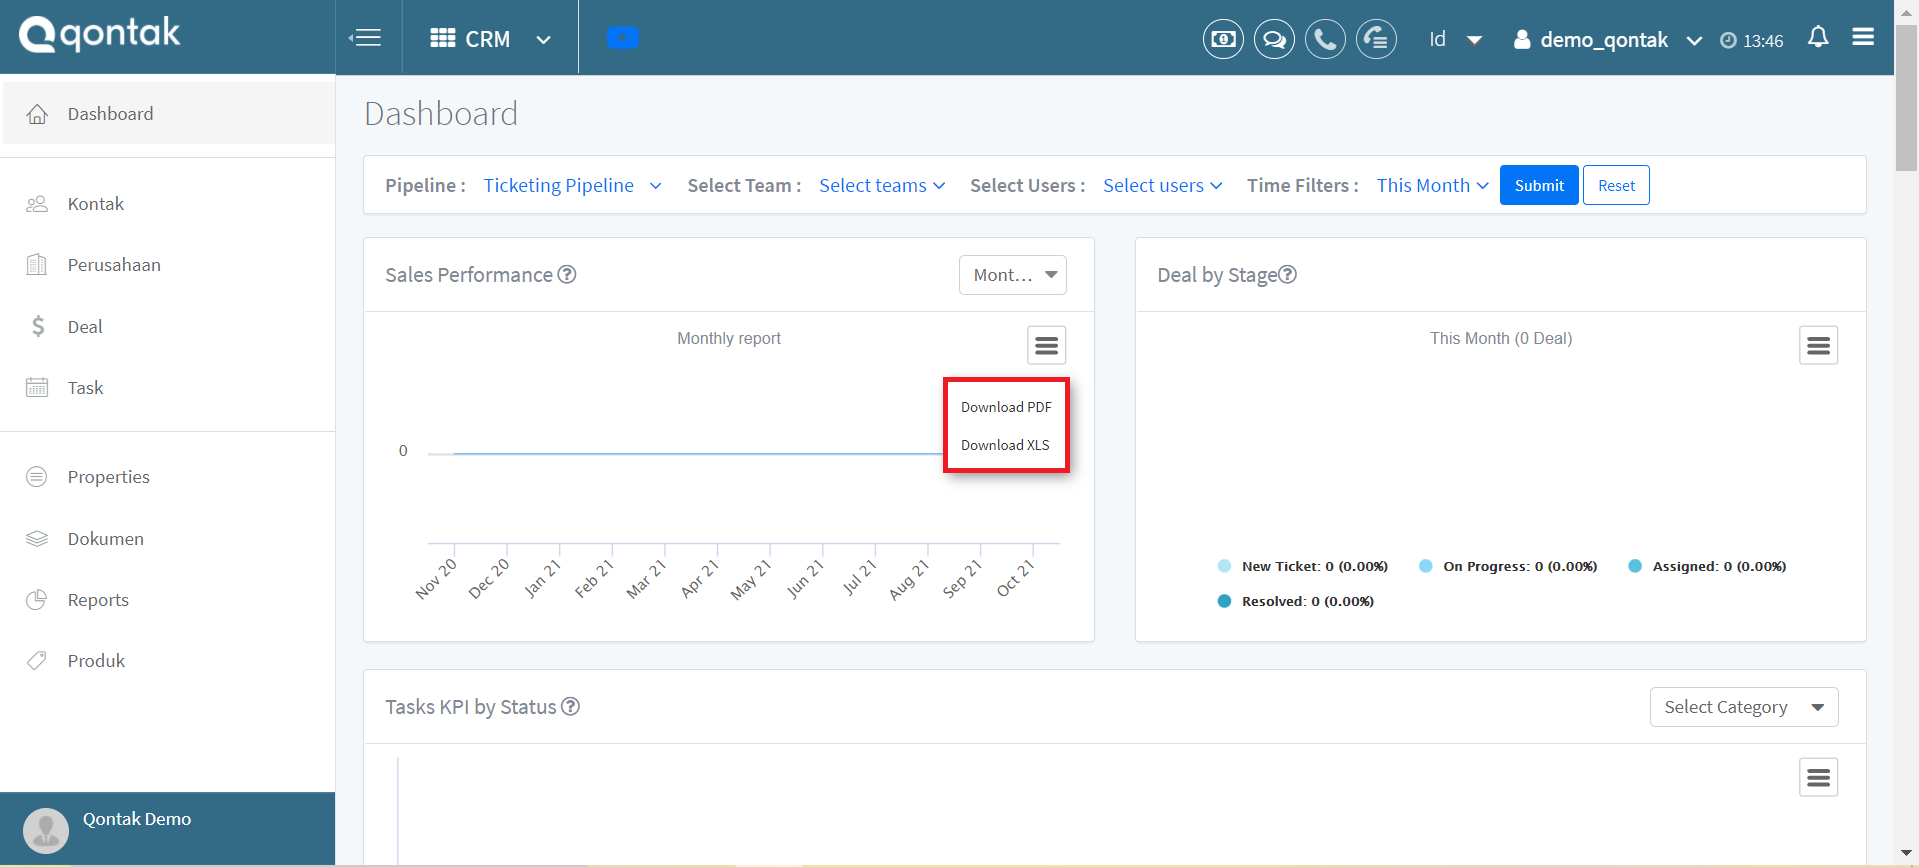 qontak
CRM
Id
demo_qontak
13:46
Dashboard
Kontak
Perusahaan
Deal
Task
Properties
Dokumen
Reports
Produk
Qontak Demo
Dashboard
Pipeline : Ticketing Pipeline Select Team : Select teams Select Users : Select users Time Filters : This Month Submit Reset
Sales Performance ?
Mont...
Monthly report
Download PDF
Download XLS
0
Nov 20 Dec 20 Jan 21 Feb 21 Mar 21 Apr 21 May 21 Jun 21 Jul 21 Aug 21 Sep 21 Oct 21
Deal by Stage ?
This Month (0 Deal)
New Ticket: 0 (0.00%) On Progress: 0 (0.00%) Assigned: 0 (0.00%)
Resolved: 0 (0.00%)
Tasks KPI by Status ?
Select Category